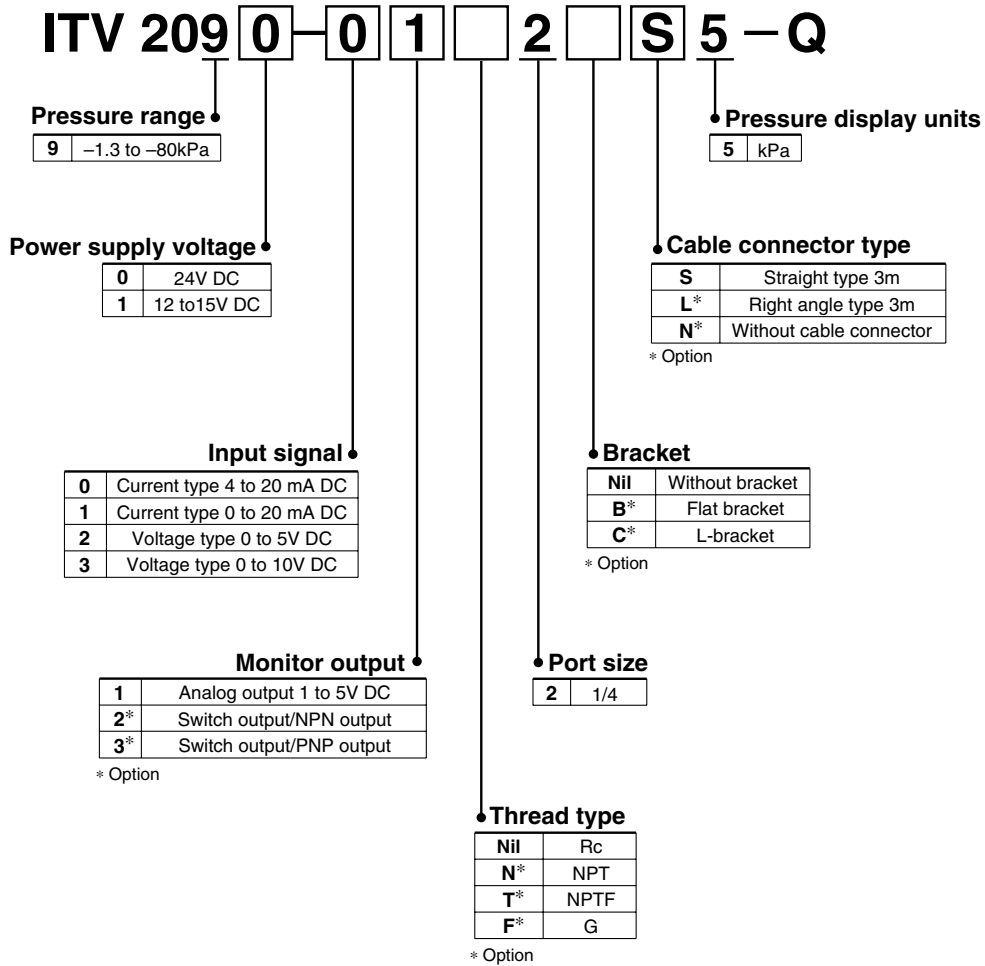 ITV 2090-01 2 S5-Q
Pressure range
9 –1.3 to –80kPa
Pressure display units
5 kPa
Power supply voltage
0 24V DC
1 12 to15V DC
Cable connector type
S Straight type 3m
L* Right angle type 3m
N* Without cable connector
* Option
Input signal
0 Current type 4 to 20 mA DC
1 Current type 0 to 20 mA DC
2 Voltage type 0 to 5V DC
3 Voltage type 0 to 10V DC
Bracket
Nil Without bracket
B* Flat bracket
C* L-bracket
* Option
Monitor output
1 Analog output 1 to 5V DC
2* Switch output/NPN output
3* Switch output/PNP output
* Option
Port size
2 1/4
Thread type
Nil Rc
N* NPT
T* NPTF
F* G
* Option